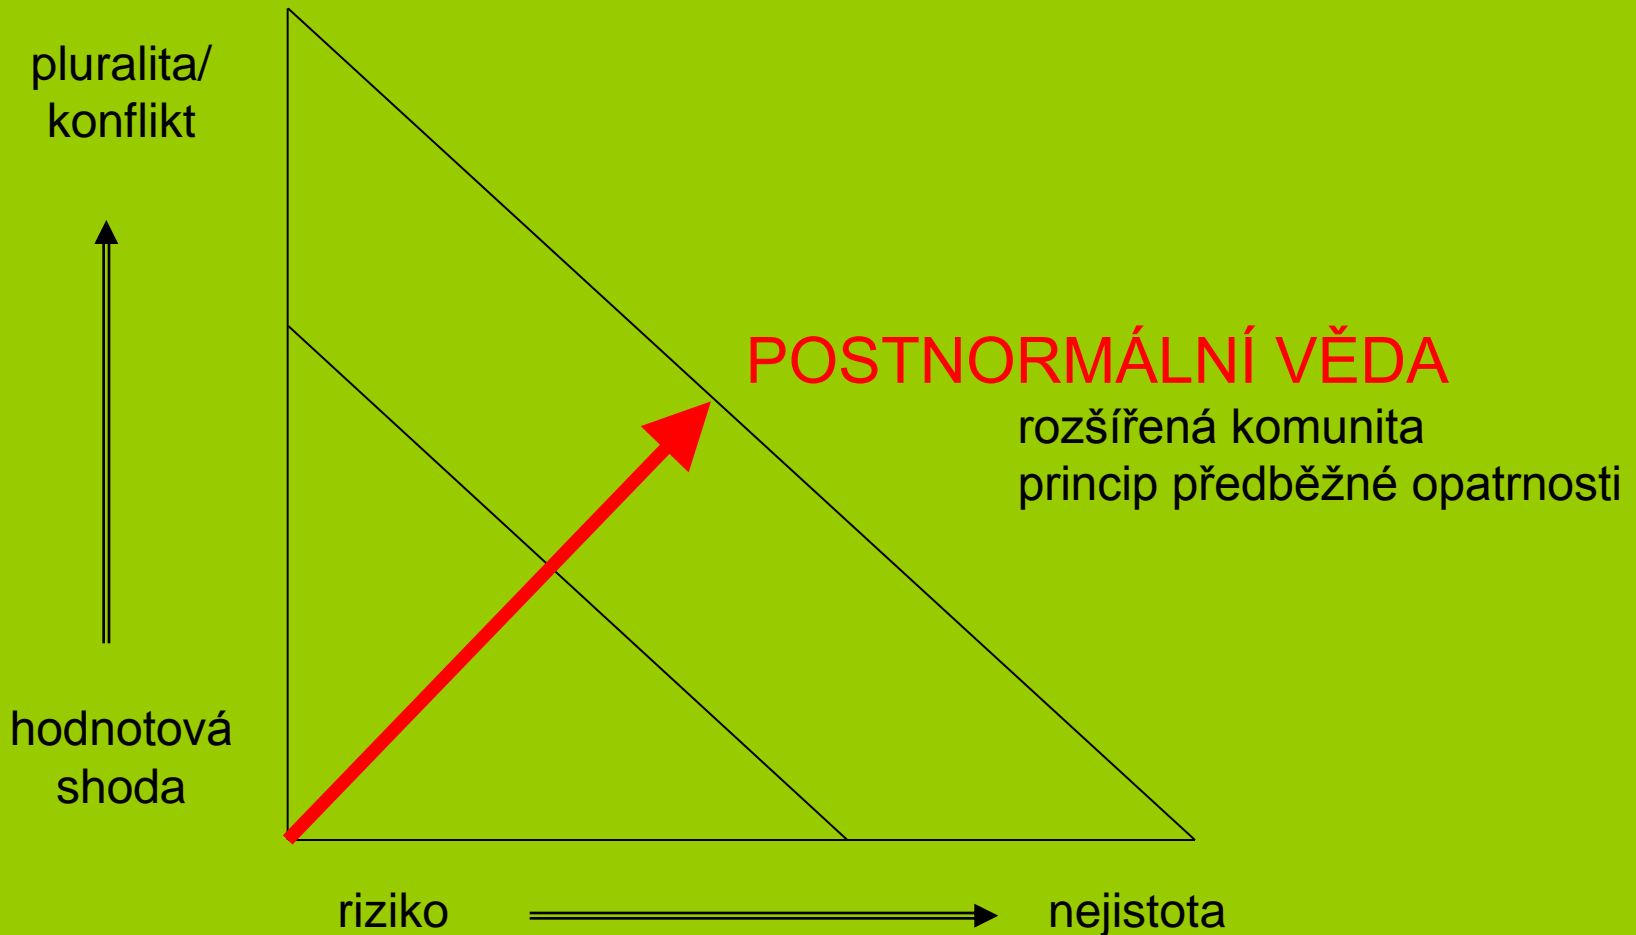 pluralita/
konflikt
POSTNORMÁLNÍ VĚDA
rozšířená komunita
princip předběžné opatrnosti
hodnotová
shoda
riziko
nejistota